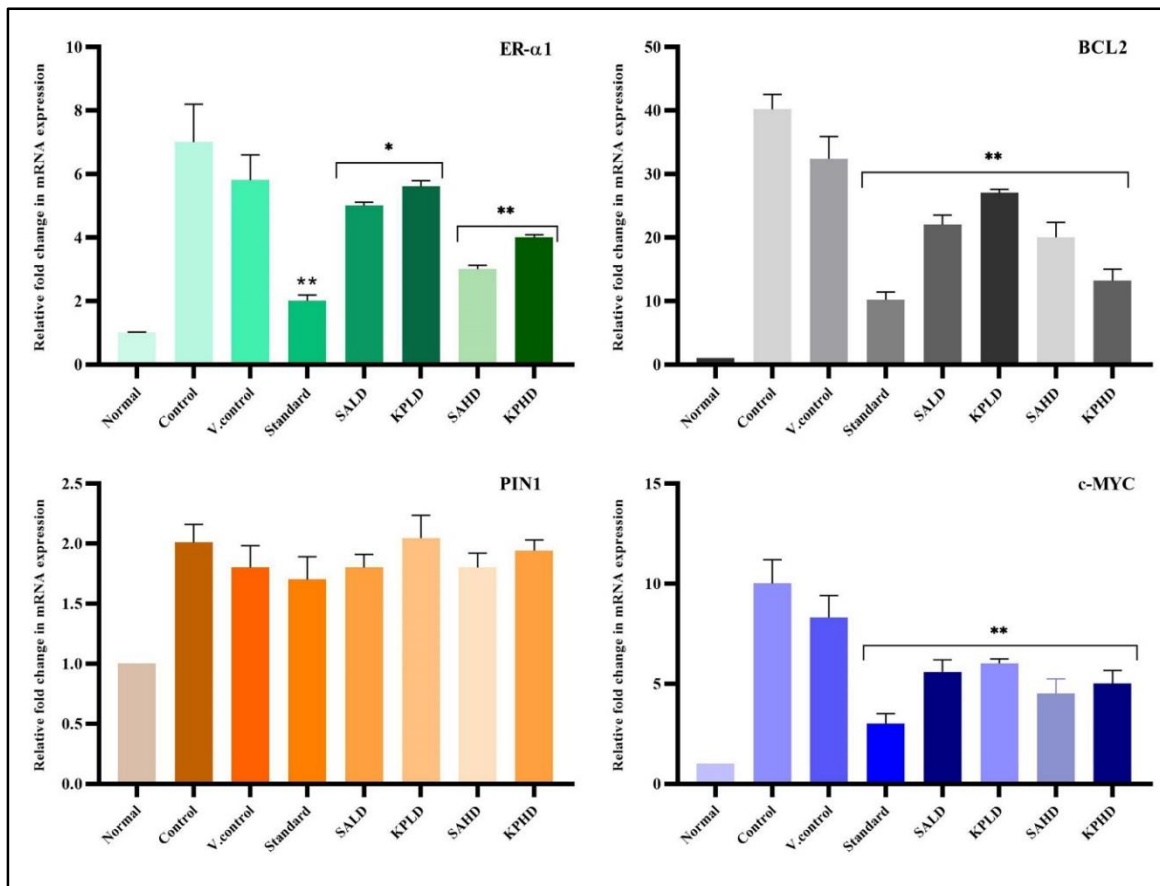 ER-α1
Relative fold change in mRNA expression
10
8
6
4
2
0
*
**
**
Normal
Control
V.control
Standard
SALD
KPLD
SAHD
KPHD
BCL2
Relative fold change in mRNA expression
50
40
30
20
10
0
**
Normal
Control
V.control
Standard
SALD
KPLD
SAHD
KPHD
PIN1
Relative fold change in mRNA expression
2.5
2.0
1.5
1.0
0.5
0.0
Normal
Control
V.control
Standard
SALD
KPLD
SAHD
KPHD
c-MYC
Relative fold change in mRNA expression
15
10
5
0
**
Normal
Control
V.control
Standard
SALD
KPLD
SAHD
KPHD